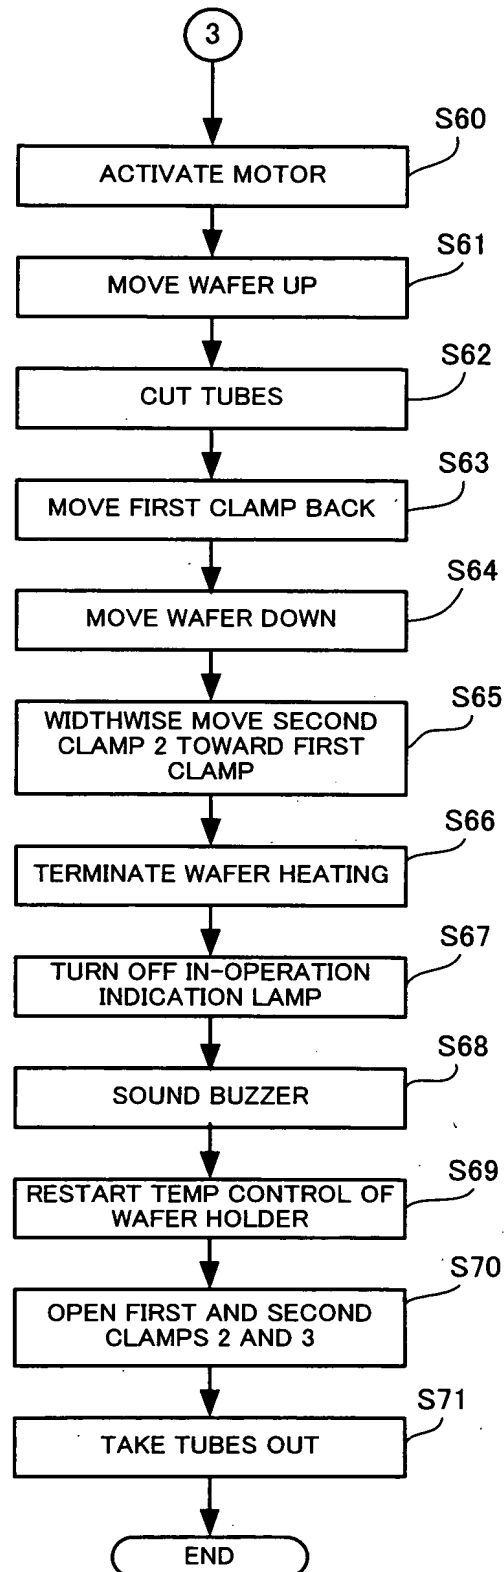 3
S60
ACTIVATE MOTOR
S61
MOVE WAFER UP
S62
CUT TUBES
S63
MOVE FIRST CLAMP BACK
S64
MOVE WAFER DOWN
S65
WIDTHWISE MOVE SECOND
CLAMP 2 TOWARD FIRST
CLAMP
S66
TERMINATE WAFER HEATING
S67
TURN OFF IN-OPERATION
INDICATION LAMP
S68
SOUND BUZZER
S69
RESTART TEMP CONTROL OF
WAFER HOLDER
S70
OPEN FIRST AND SECOND
CLAMPS 2 AND 3
S71
TAKE TUBES OUT
END